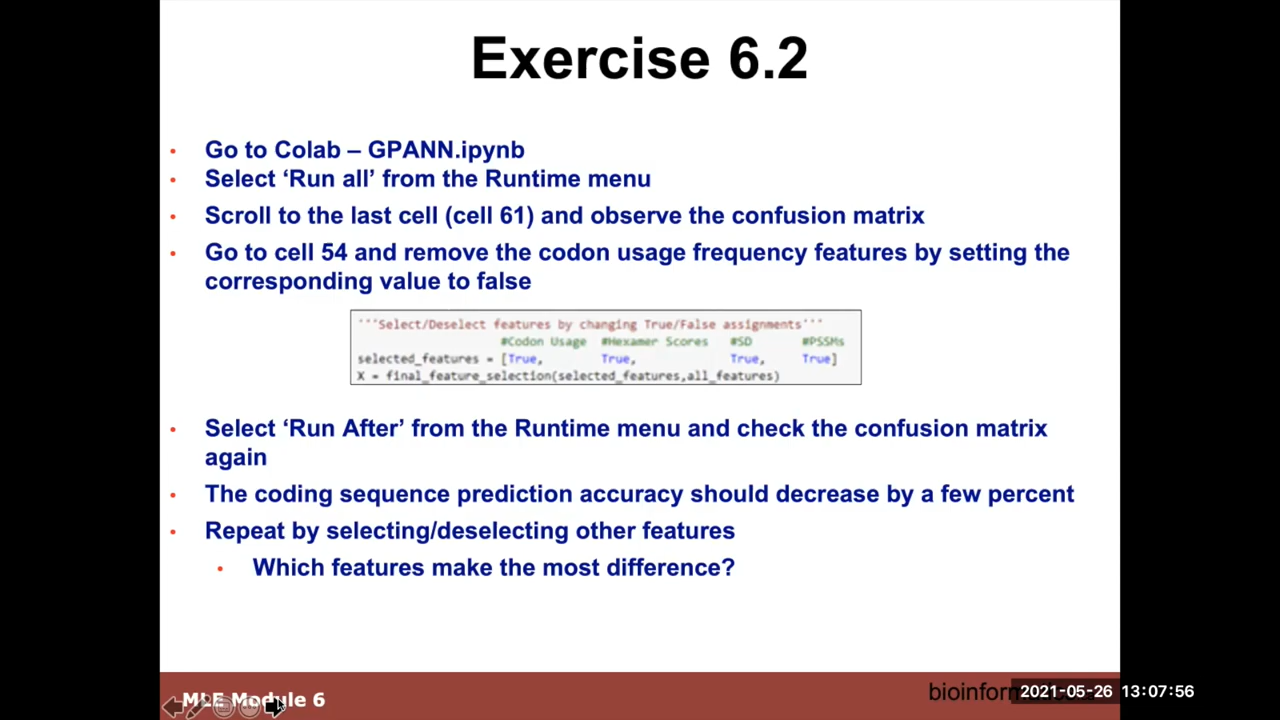 Exercise 6.2
• Go to Colab – GPANN.ipynb
• Select ‘Run all’ from the Runtime menu
• Scroll to the last cell (cell 61) and observe the confusion matrix
• Go to cell 54 and remove the codon usage frequency features by setting the
corresponding value to false
'''Select/Deselect features by changing True/False assignments'''
#Codon Usage #Hexamer Scores #SD #PSSMs
selected_features = [True, True, True, True]
X = final_feature_selection(selected_features,all_features)
• Select ‘Run After’ from the Runtime menu and check the confusion matrix
again
• The coding sequence prediction accuracy should decrease by a few percent
• Repeat by selecting/deselecting other features
• Which features make the most difference?
MLE Module 6
2021-05-26 13:07:56